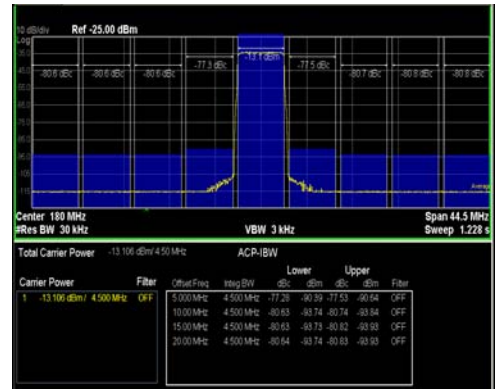 10 dB/div Ref -25.00 dBm
Log
-13.1 dBm
-80.6 dBc -80.6 dBc -80.6 dBc -77.3 dBc -77.5 dBc -80.7 dBc -80.8 dBc -80.8 dBc
-105
-115
Average
Center 180 MHz Span 44.5 MHz
#Res BW 30 kHz VBW 3 kHz Sweep 1.228 s
Total Carrier Power -13.106 dBm/ 4.50 MHz ACP-IBW
Lower Upper
Carrier Power Filter Offset Freq Integ BW dBc dBm dBc dBm Filter
1 -13.106 dBm / 4.500 MHz OFF 5.000 MHz 4.500 MHz -77.28 -90.39 -77.53 -90.64 OFF
10.00 MHz 4.500 MHz -80.63 -93.74 -80.74 -93.84 OFF
15.00 MHz 4.500 MHz -80.63 -93.73 -80.82 -93.93 OFF
20.00 MHz 4.500 MHz -80.64 -93.74 -80.83 -93.93 OFF